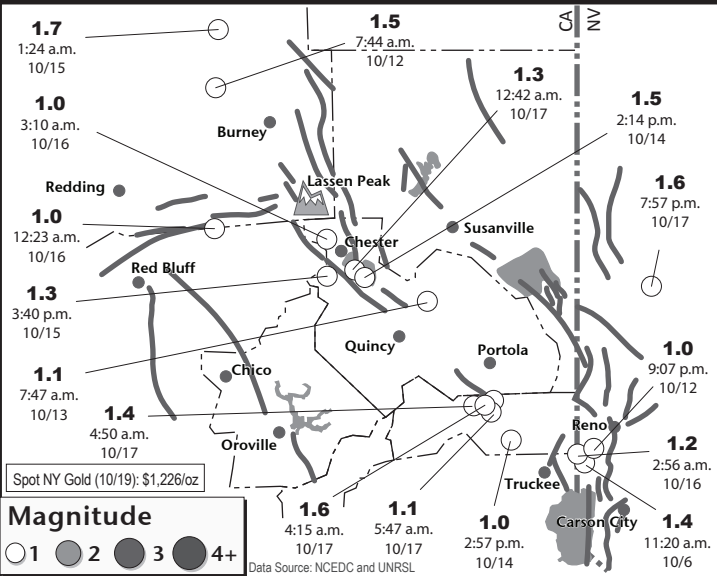 1.7
1:24 a.m.
10/15
1.5
7:44 a.m.
10/12
CA
NV
1.3
12:42 a.m.
10/17
1.5
2:14 p.m.
10/14
1.0
3:10 a.m.
10/16
Burney
Lassen Peak
1.6
7:57 p.m.
10/17
Redding
1.0
12:23 a.m.
10/16
Susanville
Chester
Red Bluff
1.3
3:40 p.m.
10/15
Quincy
Portola
1.0
9:07 p.m.
10/12
1.1
7:47 a.m.
10/13
Chico
1.4
4:50 a.m.
10/17
Oroville
Reno
1.2
2:56 a.m.
10/16
Truckee
Spot NY Gold (10/19): $1,226/oz
1.6
4:15 a.m.
10/17
1.1
5:47 a.m.
10/17
1.0
2:57 p.m.
10/14
Carson City
1.4
11:20 a.m.
10/6
Magnitude
1 2 3 4+
Data Source: NCEDC and UNRSL